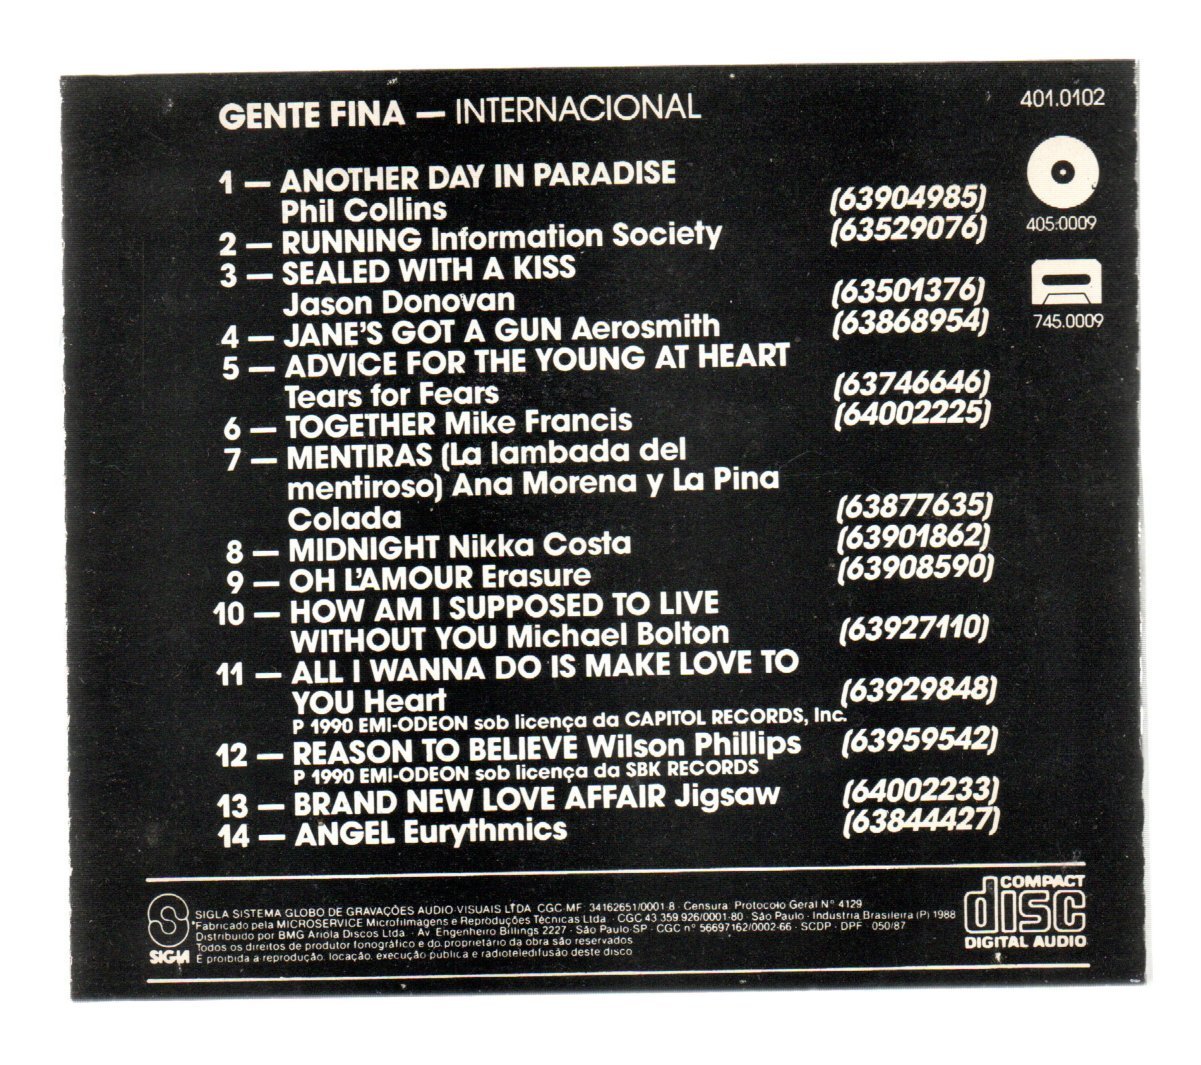 GENTE FINA — INTERNACIONAL
401.0102
1 — ANOTHER DAY IN PARADISE
Phil Collins (63904985)
405:0009
2 — RUNNING Information Society (63529076)
3 — SEALED WITH A KISS
Jason Donovan (63501376)
745.0009
4 — JANE'S GOT A GUN Aerosmith (63868954)
5 — ADVICE FOR THE YOUNG AT HEART
Tears for Fears (63746646)
6 — TOGETHER Mike Francis (64002225)
7 — MENTIRAS (La lambada del
mentiroso) Ana Morena y La Pina
Colada (63877635)
8 — MIDNIGHT Nikka Costa (63901862)
9 — OH L'AMOUR Erasure (63908590)
10 — HOW AM I SUPPOSED TO LIVE
WITHOUT YOU Michael Bolton (63927110)
11 — ALL I WANNA DO IS MAKE LOVE TO
YOU Heart (63929848)
P 1990 EMI-ODEON sob licença da CAPITOL RECORDS, Inc.
12 — REASON TO BELIEVE Wilson Phillips (63959542)
P 1990 EMI-ODEON sob licença da SBK RECORDS
13 — BRAND NEW LOVE AFFAIR Jigsaw (64002233)
14 — ANGEL Eurythmics (63844427)
SIGLA
SIGLA SISTEMA GLOBO DE GRAVAÇÕES AUDIO-VISUAIS LTDA CGC-MF 34162651/0001-8 · Censura Protocolo Geral Nº 4129
*Fabricado pela MICROSERVICE Microfilmagens e Reproduções Técnicas Ltda · CGC 43 359 926/0001-80 · São Paulo · Industria Brasileira (P) 1988
Distribuido por BMG Ariola Discos Ltda. · Av. Engenheiro Billings 2227 · São Paulo-SP · CGC nº 56697162/0002-66 · SCDP · DPF · 050/87
Todos os direitos de produtor fonográfico e do proprietário da obra são reservados
É proibida a reprodução, locação, execução pública e radioteledifusão deste disco
COMPACT
disc
DIGITAL AUDIO